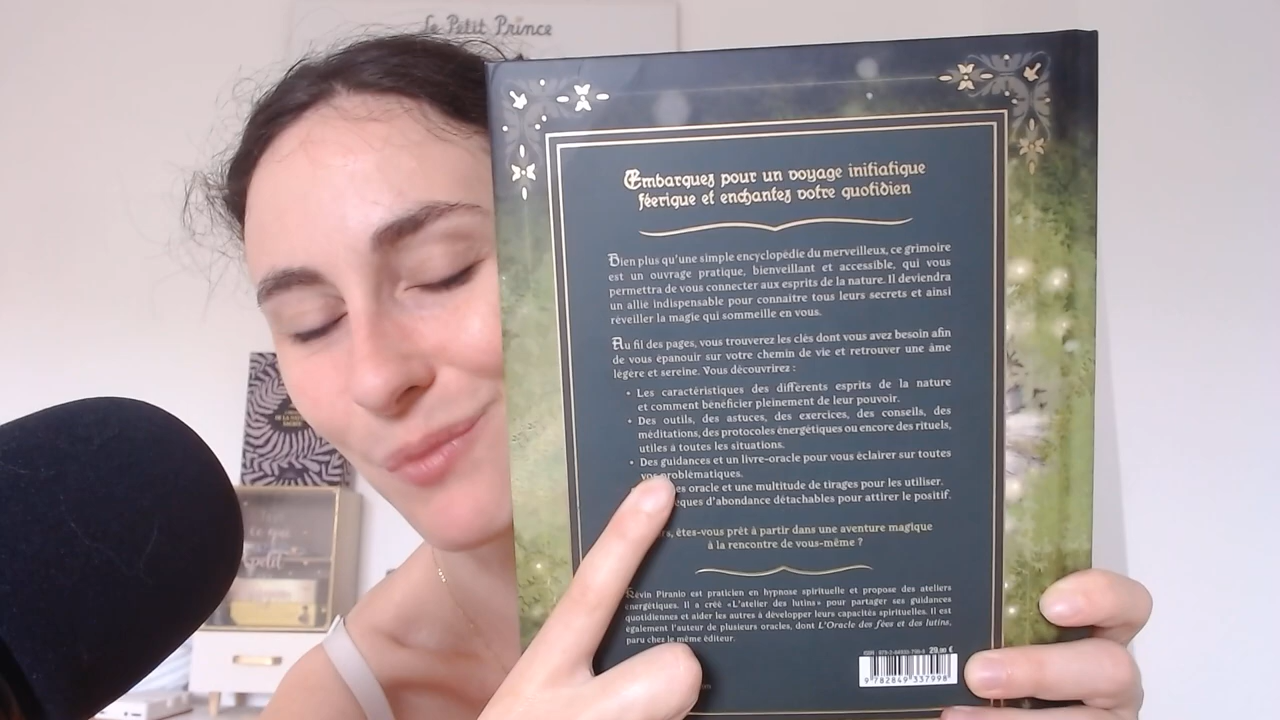 Le Petit Prince
Embarquez pour un voyage initiatique
féerique et enchantez votre quotidien
Bien plus qu'une simple encyclopédie du merveilleux, ce grimoire
est un ouvrage pratique, bienveillant et accessible, qui vous
permettra de vous connecter aux esprits de la nature. Il deviendra
un allié indispensable pour connaitre tous leurs secrets et ainsi
réveiller la magie qui sommeille en vous.
Au fil des pages, vous trouverez les clés dont vous avez besoin afin
de vous épanouir sur votre chemin de vie et retrouver une âme
légère et sereine. Vous découvrirez :
• Les caractéristiques des différents esprits de la nature
et comment bénéficier pleinement de leur pouvoir.
• Des outils, des astuces, des exercices, des conseils, des
méditations, des protocoles énergétiques ou encore des rituels,
utiles à toutes les situations.
• Des guidances et un livre-oracle pour vous éclairer sur toutes
vos problématiques.
oracle et une multitude de tirages pour les utiliser.
d'abondance détachables pour attirer le positif.
êtes-vous prêt à partir dans une aventure magique
à la rencontre de vous-même ?
Kévin Piranio est praticien en hypnose spirituelle et propose des ateliers
énergétiques. Il a créé «L'atelier des lutins» pour partager ses guidances
quotidiennes et aider les autres à développer leurs capacités spirituelles. Il est
également l'auteur de plusieurs oracles, dont L'Oracle des fées et des lutins,
paru chez le même éditeur.
ISBN : 978-2-84933-799-8 29,90 €
9 782849 337998